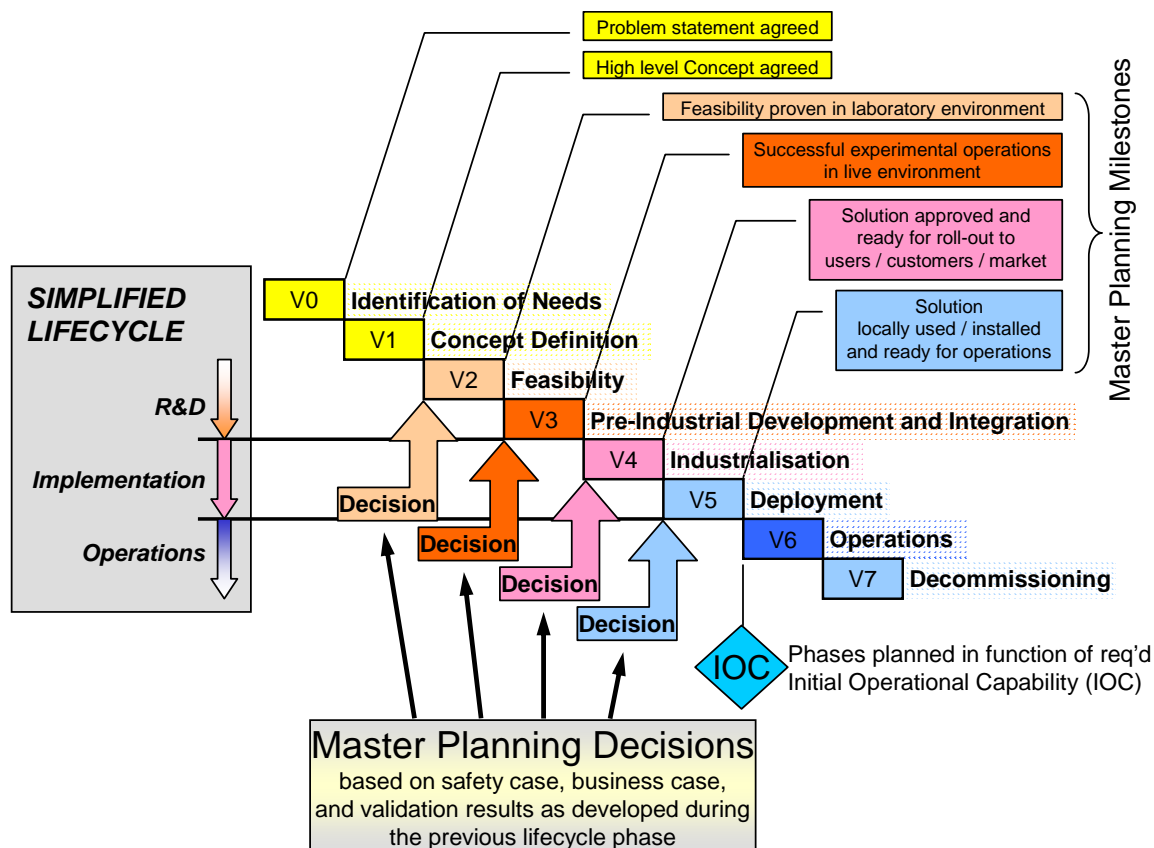 Problem statement agreed
High level Concept agreed
Feasibility proven in laboratory environment
Successful experimental operations
in live environment
Solution approved and
ready for roll-out to
users / customers / market
Solution
locally used / installed
and ready for operations
Master Planning Milestones
SIMPLIFIED
LIFECYCLE
R&D
Implementation
Operations
V0 Identification of Needs
V1 Concept Definition
V2 Feasibility
V3 Pre-Industrial Development and Integration
V4 Industrialisation
V5 Deployment
V6 Operations
V7 Decommissioning
Decision
Decision
Decision
Decision
IOC
Phases planned in function of req'd
Initial Operational Capability (IOC)
Master Planning Decisions
based on safety case, business case,
and validation results as developed during
the previous lifecycle phase